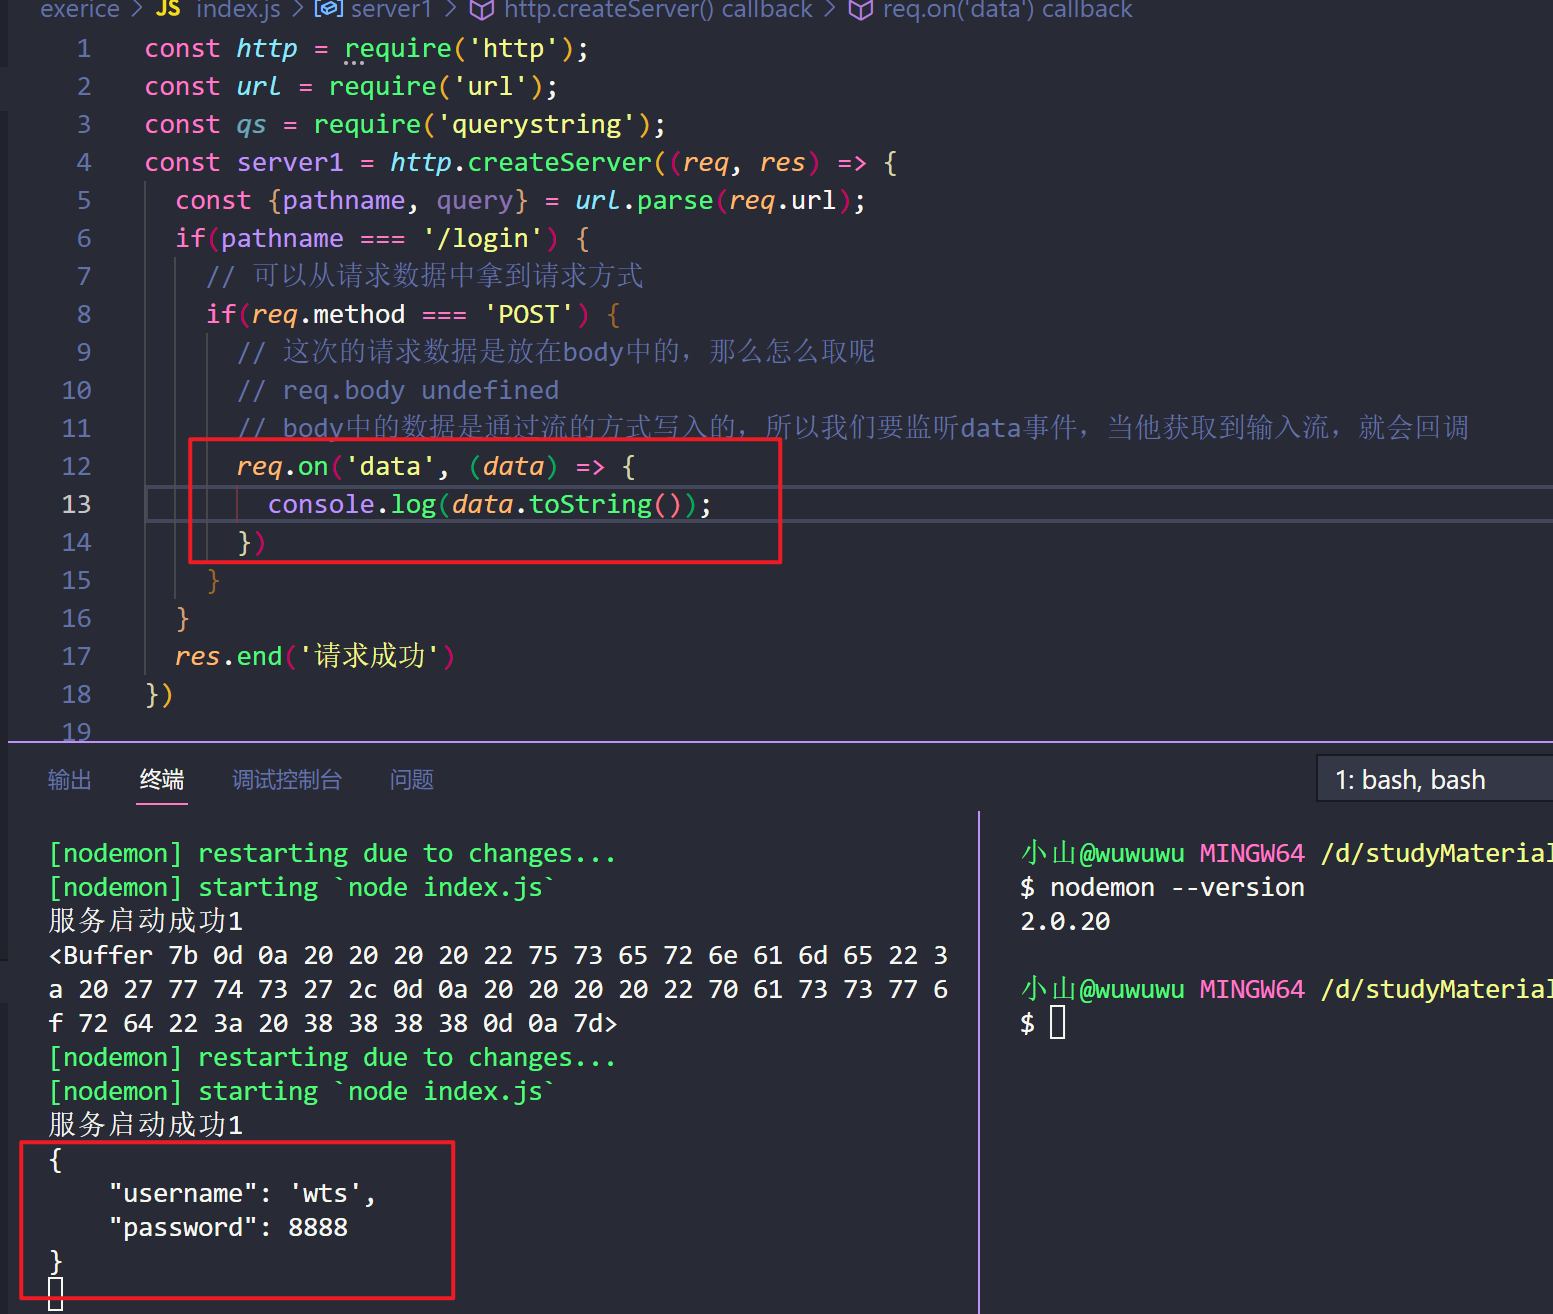 exerice > JS index.js > server1 > http.createServer() callback > req.on('data') callback
1 const http = require('http');
2 const url = require('url');
3 const qs = require('querystring');
4 const server1 = http.createServer((req, res) => {
5 const {pathname, query} = url.parse(req.url);
6 if(pathname === '/login') {
7 // 可以从请求数据中拿到请求方式
8 if(req.method === 'POST') {
9 // 这次的请求数据是放在body中的，那么怎么取呢
10 // req.body undefined
11 // body中的数据是通过流的方式写入的，所以我们要监听data事件，当他获取到输入流，就会回调
12 req.on('data', (data) => {
13 console.log(data.toString());
14 })
15 }
16 }
17 res.end('请求成功')
18 })
19
输出 终端 调试控制台 问题
1: bash, bash
[nodemon] restarting due to changes...
[nodemon] starting `node index.js`
服务启动成功1
<Buffer 7b 0d 0a 20 20 20 20 22 75 73 65 72 6e 61 6d 65 22 3
a 20 27 77 74 73 27 2c 0d 0a 20 20 20 20 22 70 61 73 73 77 6
f 72 64 22 3a 20 38 38 38 38 0d 0a 7d>
[nodemon] restarting due to changes...
[nodemon] starting `node index.js`
服务启动成功1
{
"username": 'wts',
"password": 8888
}
小山@wuwuwu MINGW64 /d/studyMaterial
$ nodemon --version
2.0.20
小山@wuwuwu MINGW64 /d/studyMaterial
$